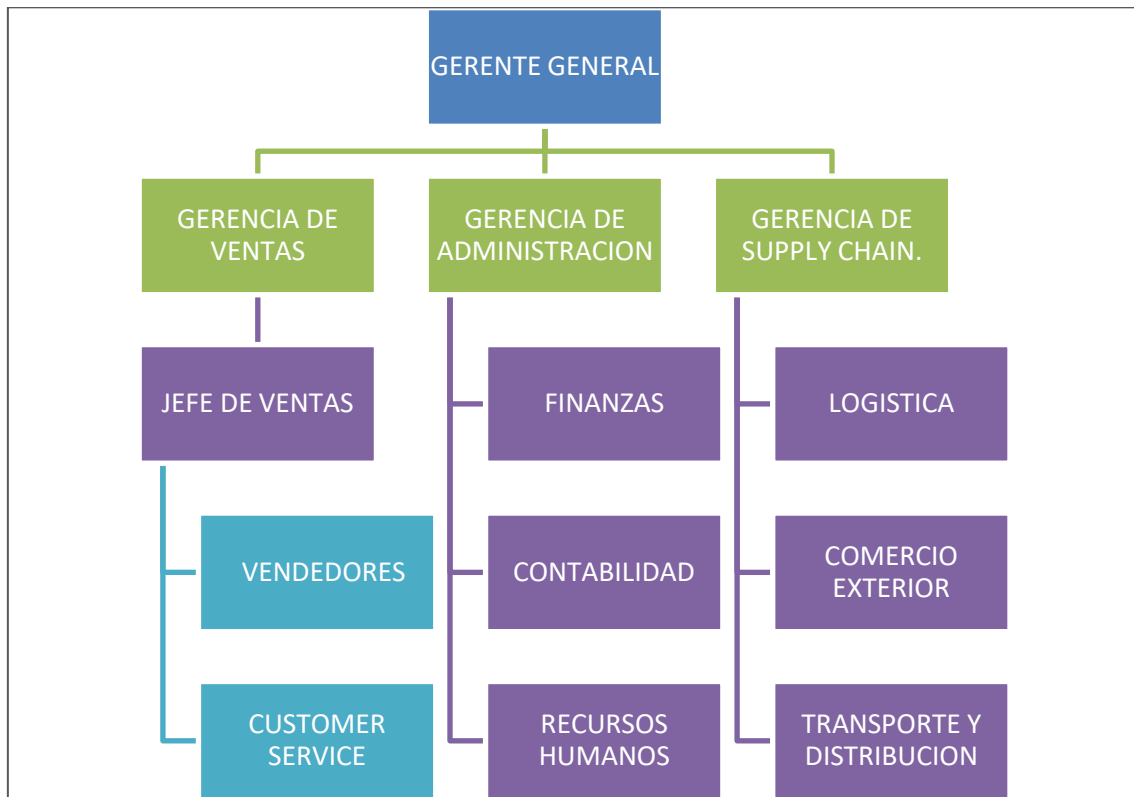 GERENTE GENERAL
GERENCIA DE
VENTAS
GERENCIA DE
ADMINISTRACION
GERENCIA DE
SUPPLY CHAIN.
JEFE DE VENTAS
FINANZAS
LOGISTICA
VENDEDORES
CONTABILIDAD
COMERCIO
EXTERIOR
CUSTOMER
SERVICE
RECURSOS
HUMANOS
TRANSPORTE Y
DISTRIBUCION